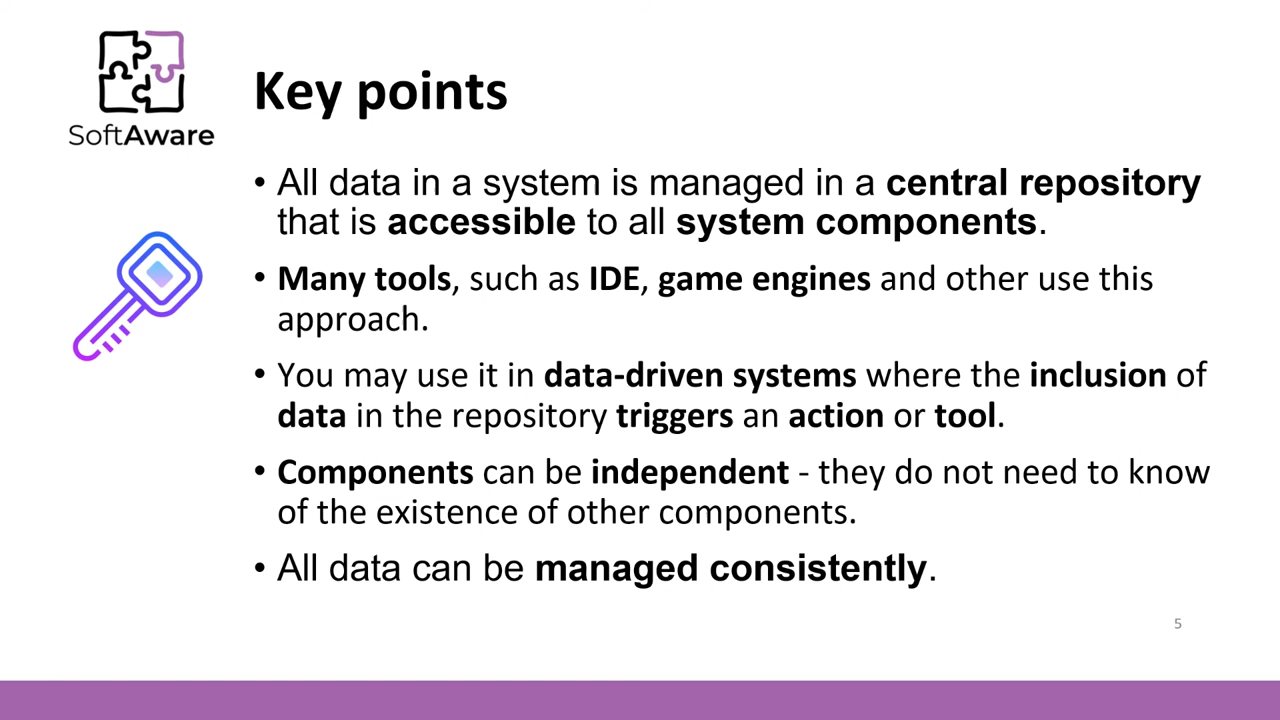 SoftAware
Key points
• All data in a system is managed in a central repository
that is accessible to all system components.
• Many tools, such as IDE, game engines and other use this
approach.
• You may use it in data-driven systems where the inclusion of
data in the repository triggers an action or tool.
• Components can be independent - they do not need to know
of the existence of other components.
• All data can be managed consistently.
5